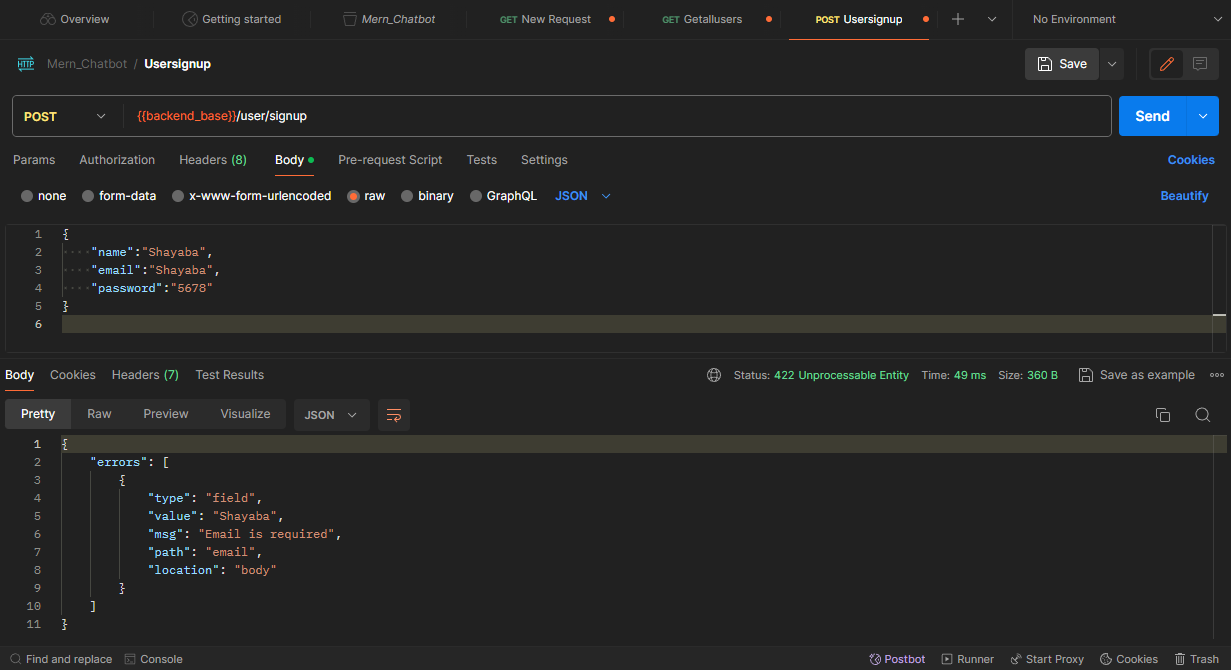 Overview Getting started Mern_Chatbot GET New Request GET Getallusers POST Usersignup No Environment
HTTP Mern_Chatbot / Usersignup Save
POST {{backend_base}}/user/signup Send
Params Authorization Headers (8) Body Pre-request Script Tests Settings Cookies
none form-data x-www-form-urlencoded raw binary GraphQL JSON Beautify
1 {
2 "name":"Shayaba",
3 "email":"Shayaba",
4 "password":"5678"
5 }
6
Body Cookies Headers (7) Test Results Status: 422 Unprocessable Entity Time: 49 ms Size: 360 B Save as example
Pretty Raw Preview Visualize JSON
1 {
2 "errors": [
3 {
4 "type": "field",
5 "value": "Shayaba",
6 "msg": "Email is required",
7 "path": "email",
8 "location": "body"
9 }
10 ]
11 }
Find and replace Console Postbot Runner Start Proxy Cookies Trash